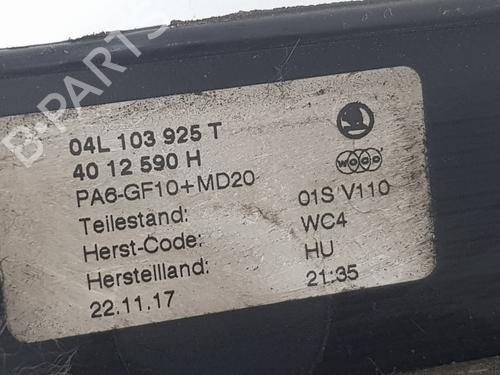 B-PARTS
04L 103 925 T
40 12 590 H
PA6-GF10+MD20
Teilestand: 01S V110
Herst-Code: WC4
Herstellland: HU
22.11.17 21:35